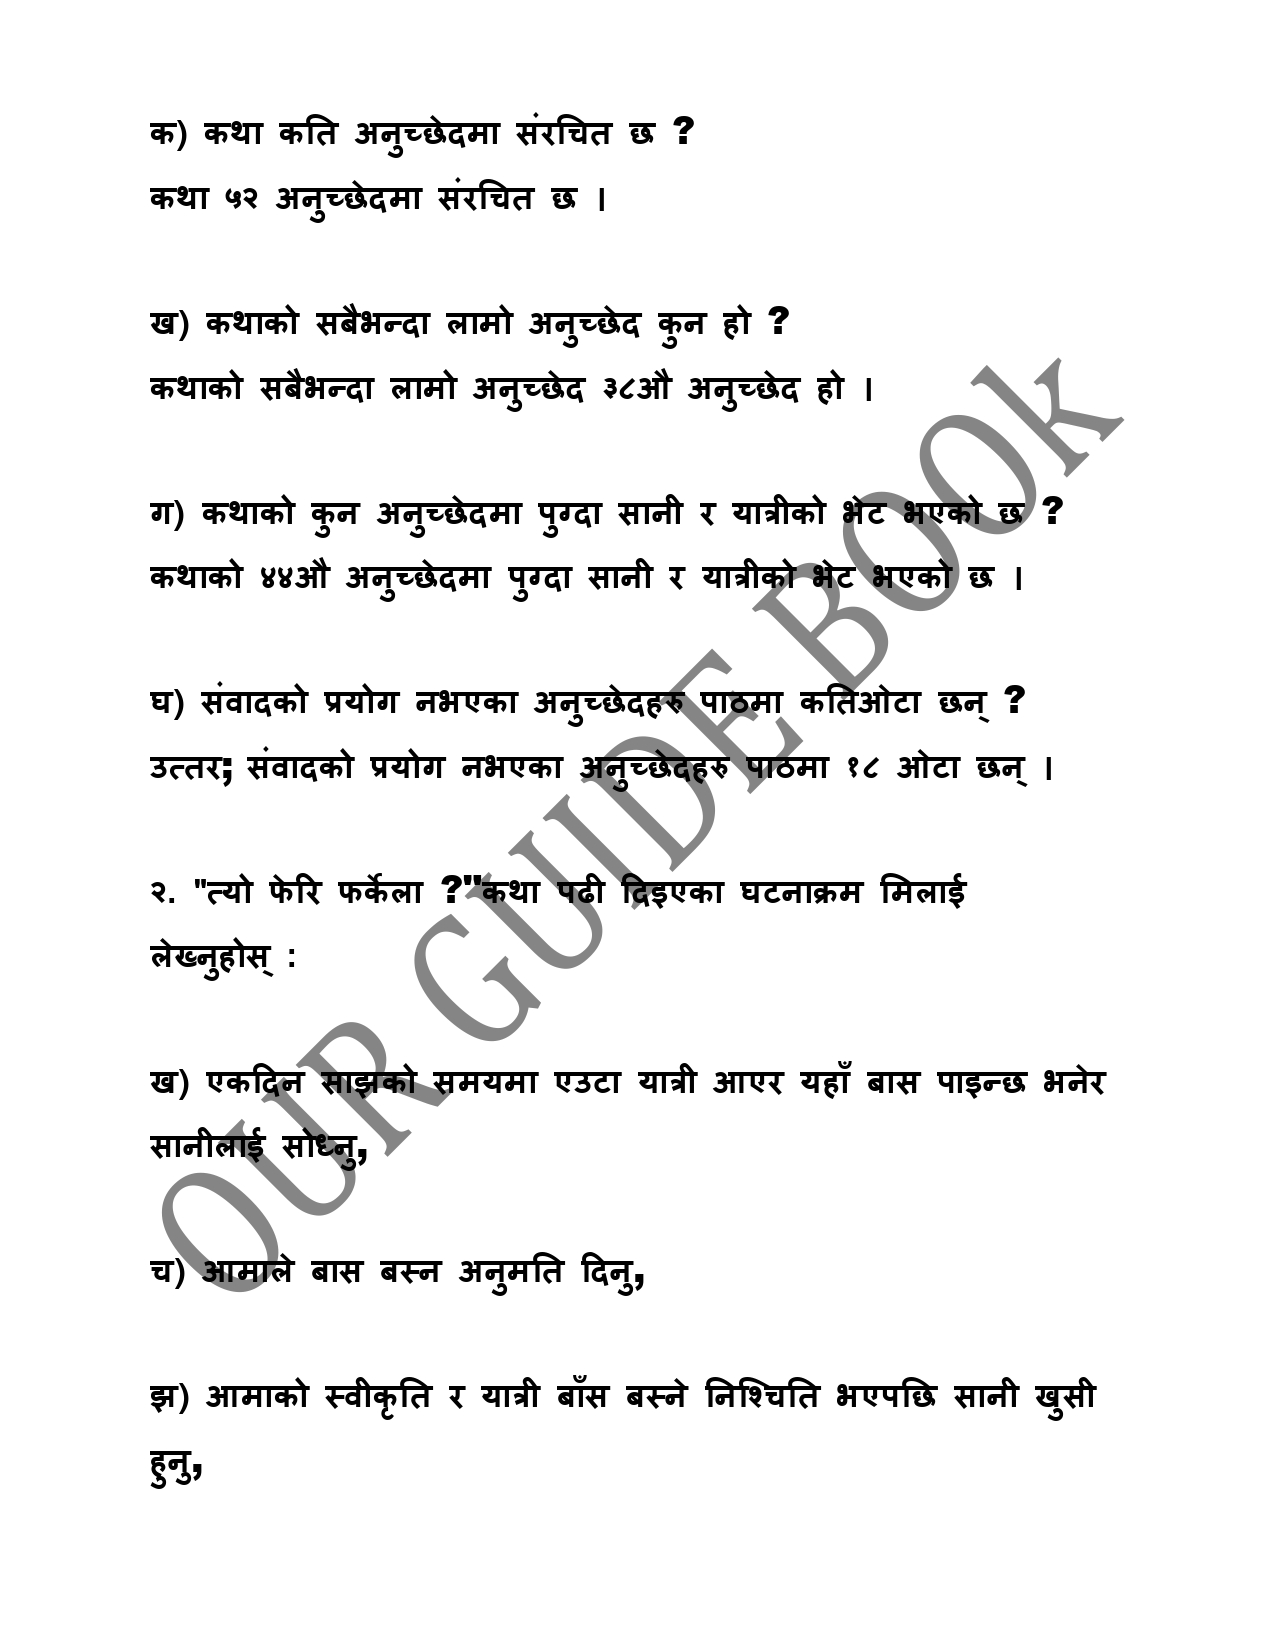 क) कथा कति अनुच्छेदमा संरचित छ ?
कथा ५२ अनुच्छेदमा संरचित छ ।
ख) कथाको सबैभन्दा लामो अनुच्छेद कुन हो ?
कथाको सबैभन्दा लामो अनुच्छेद ३८औ अनुच्छेद हो ।
ग) कथाको कुन अनुच्छेदमा पुग्दा सानी र यात्रीको भेट भएको छ ?
कथाको ४४औ अनुच्छेदमा पुग्दा सानी र यात्रीको भेट भएको छ ।
घ) संवादको प्रयोग नभएका अनुच्छेदहरु पाठमा कतिओटा छन् ?
उत्तर; संवादको प्रयोग नभएका अनुच्छेदहरु पाठमा १८ ओटा छन् ।
२. "त्यो फेरि फर्केला ?"कथा पढी दिइएका घटनाक्रम मिलाई
लेख्नुहोस् :
ख) एकदिन साझको समयमा एउटा यात्री आएर यहाँ बास पाइन्छ भनेर
सानीलाई सोध्नु,
च) आमाले बास बस्न अनुमति दिनु,
झ) आमाको स्वीकृति र यात्री बाँस बस्ने निश्चिति भएपछि सानी खुसी
हुनु,
OUR GUIDE BOOk